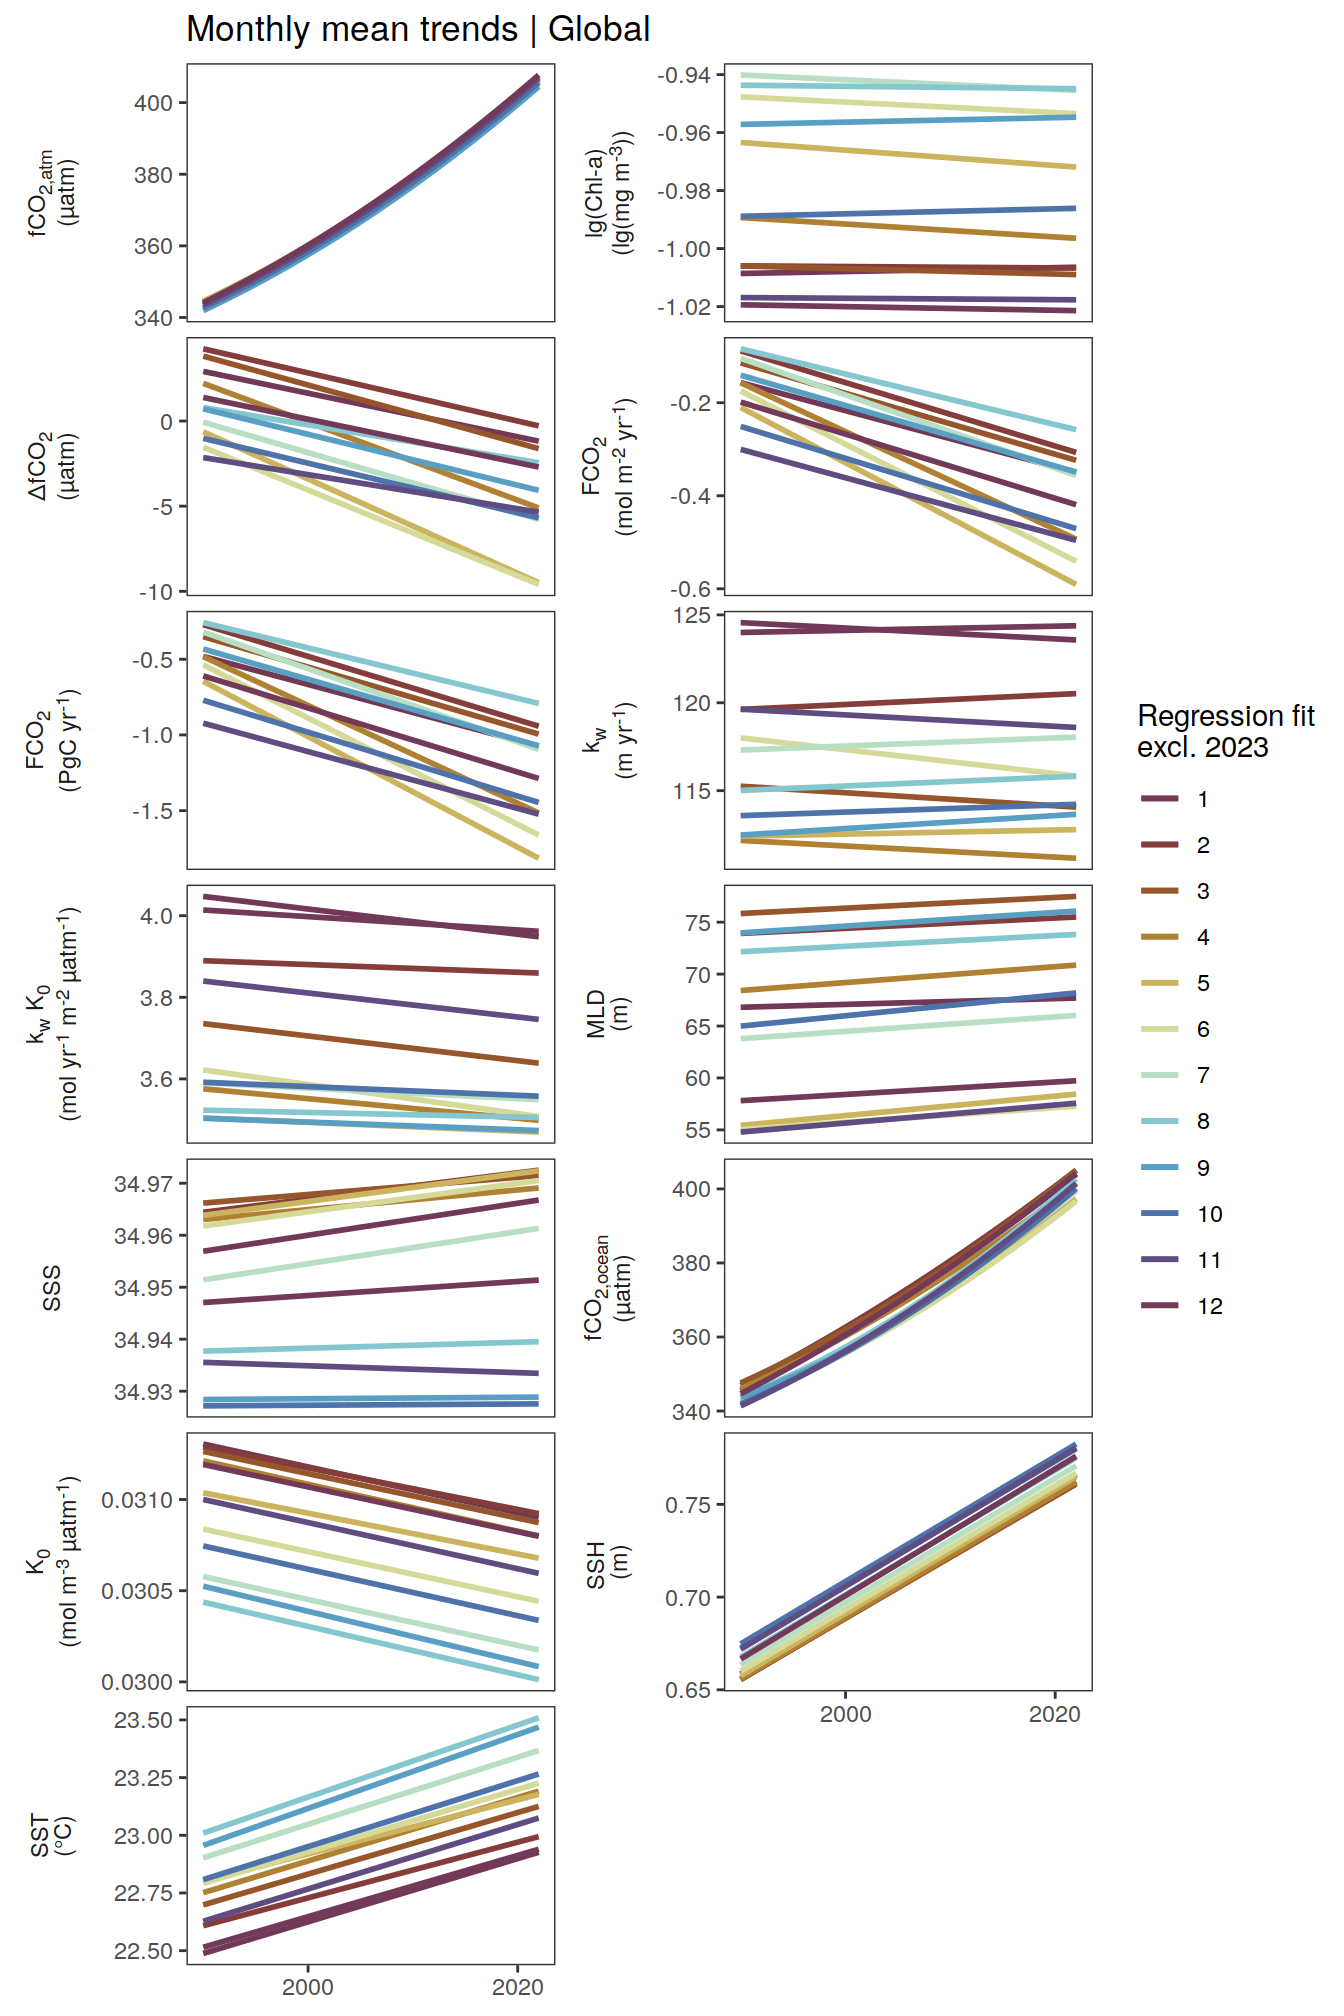 Monthly mean trends | Global
fCO2,atm
(µatm)
400
380
360
340
lg(Chl-a)
(lg(mg m-3))
-0.94
-0.96
-0.98
-1.00
-1.02
ΔfCO2
(µatm)
0
-5
-10
FCO2
(mol m-2 yr-1)
-0.2
-0.4
-0.6
FCO2
(PgC yr-1)
-0.5
-1.0
-1.5
kw
(m yr-1)
125
120
115
kw K0
(mol yr-1 m-2 µatm-1)
4.0
3.8
3.6
MLD
(m)
75
70
65
60
55
SSS
34.97
34.96
34.95
34.94
34.93
fCO2,ocean
(µatm)
400
380
360
340
K0
(mol m-3 µatm-1)
0.0310
0.0305
0.0300
SSH
(m)
0.75
0.70
0.65
2000 2020
SST
(°C)
23.50
23.25
23.00
22.75
22.50
2000 2020
Regression fit
excl. 2023
1
2
3
4
5
6
7
8
9
10
11
12